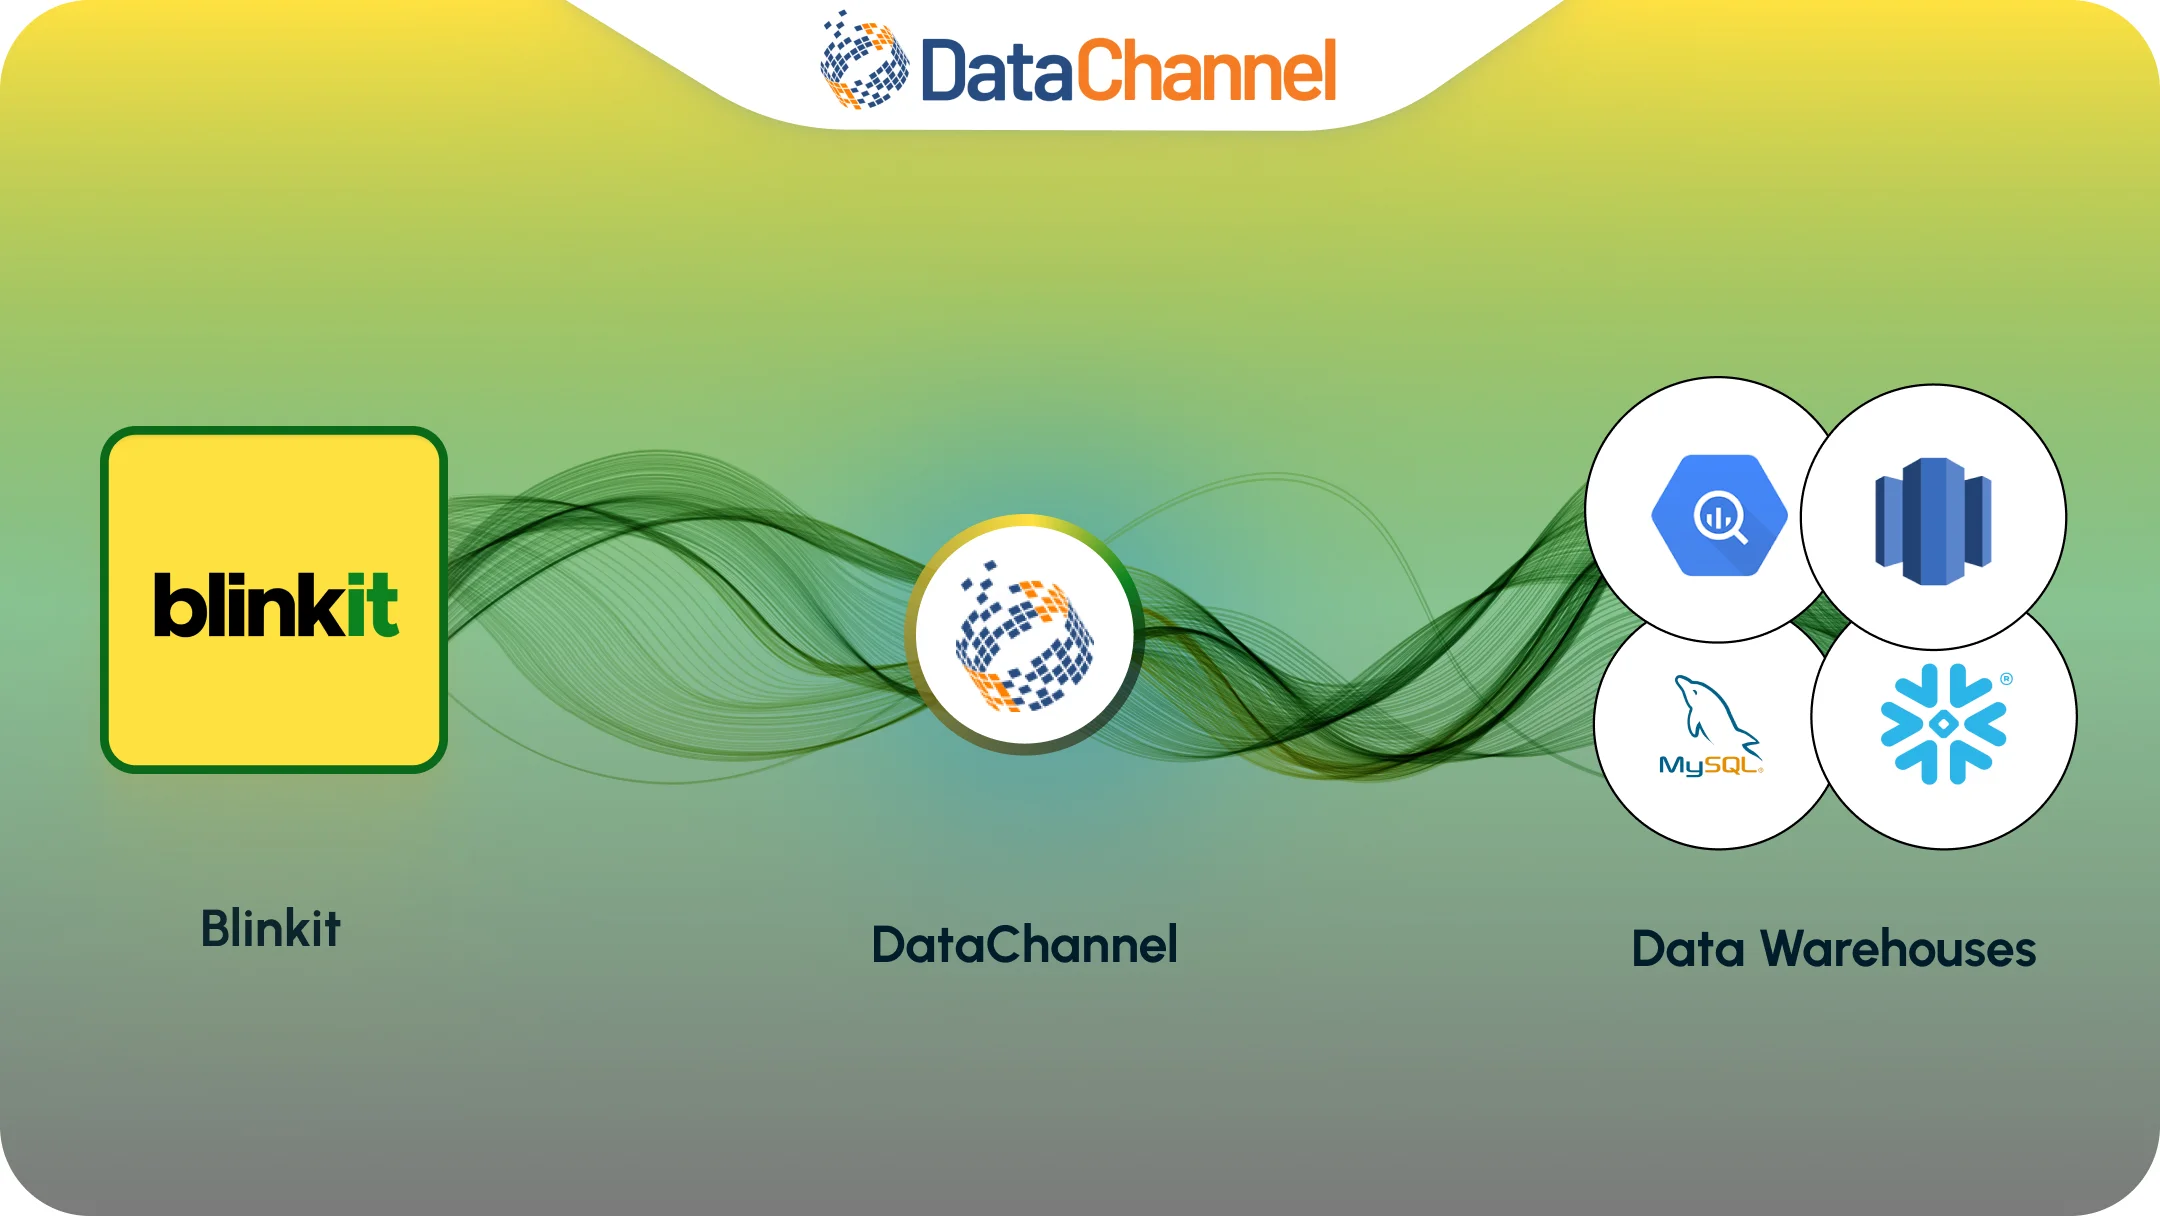 DataChannel
blinkit
MySQL®
®
Blinkit
DataChannel
Data Warehouses